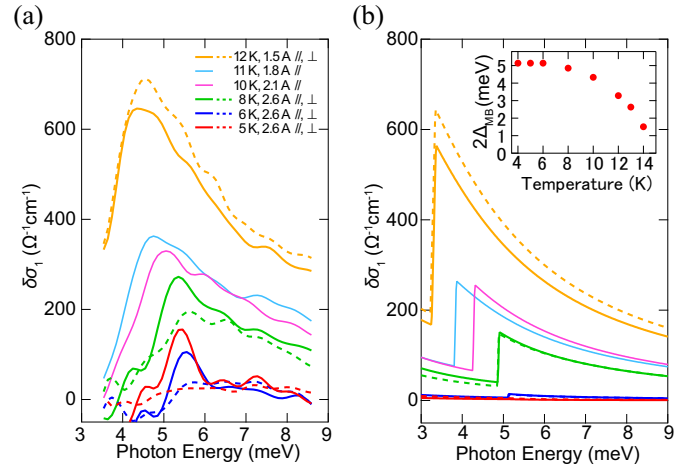 (a)
800
600
400
200
0
δσ₁ (Ω⁻¹cm⁻¹)
12 K, 1.5 A //, ⊥
11 K, 1.8 A //
10 K, 2.1 A //
8 K, 2.6 A //, ⊥
6 K, 2.6 A //, ⊥
5 K, 2.6 A //, ⊥
3 4 5 6 7 8 9
Photon Energy (meV)
(b)
800
600
400
200
0
δσ₁ (Ω⁻¹cm⁻¹)
5
4
3
2
1
0
2Δ_MB (meV)
4 6 8 10 12 14
Temperature (K)
3 4 5 6 7 8 9
Photon Energy (meV)